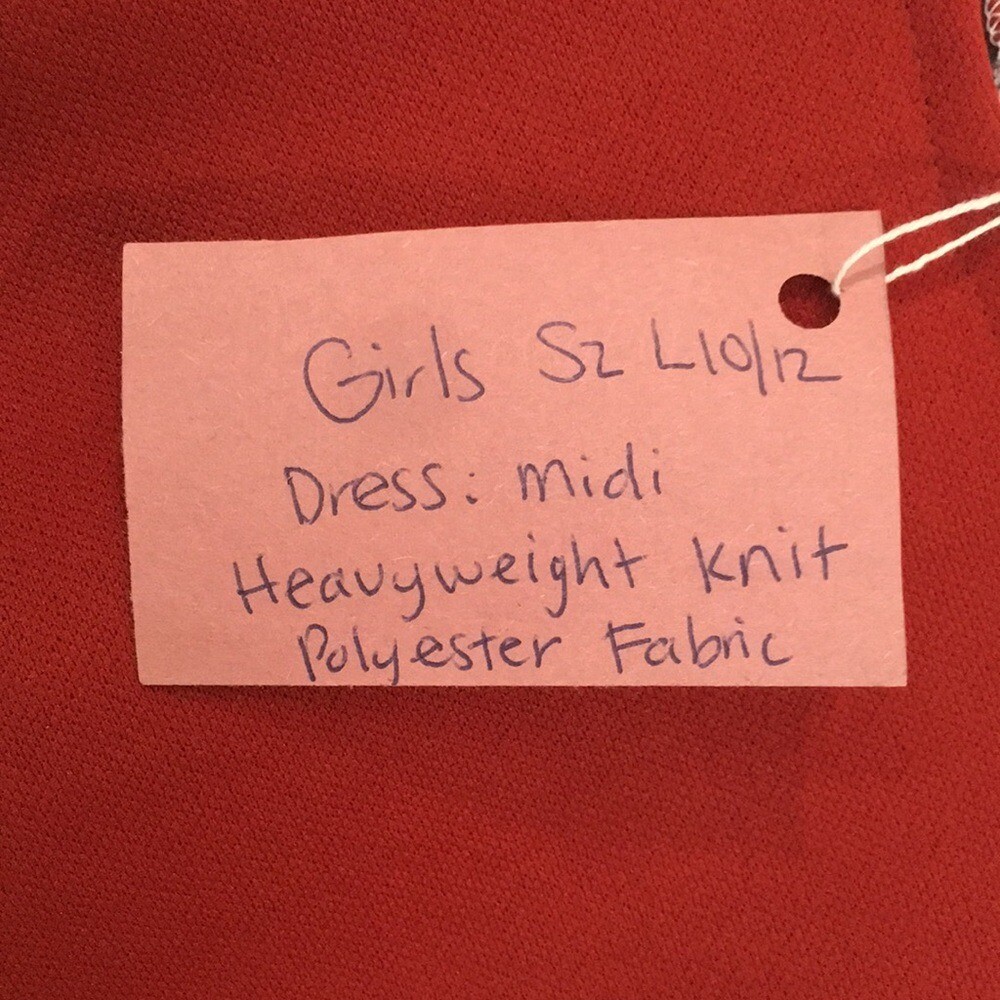 Girls Sz L10/12
Dress: midi
Heavyweight knit
Polyester Fabric